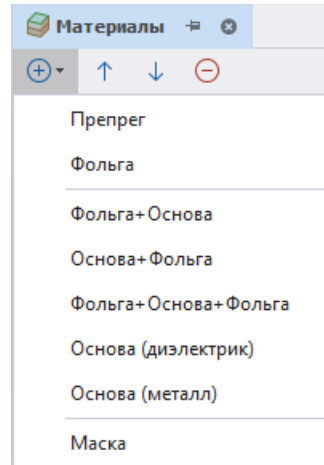 Материалы
Препрег
Фольга
Фольга+Основа
Основа+Фольга
Фольга+Основа+Фольга
Основа (диэлектрик)
Основа (металл)
Маска